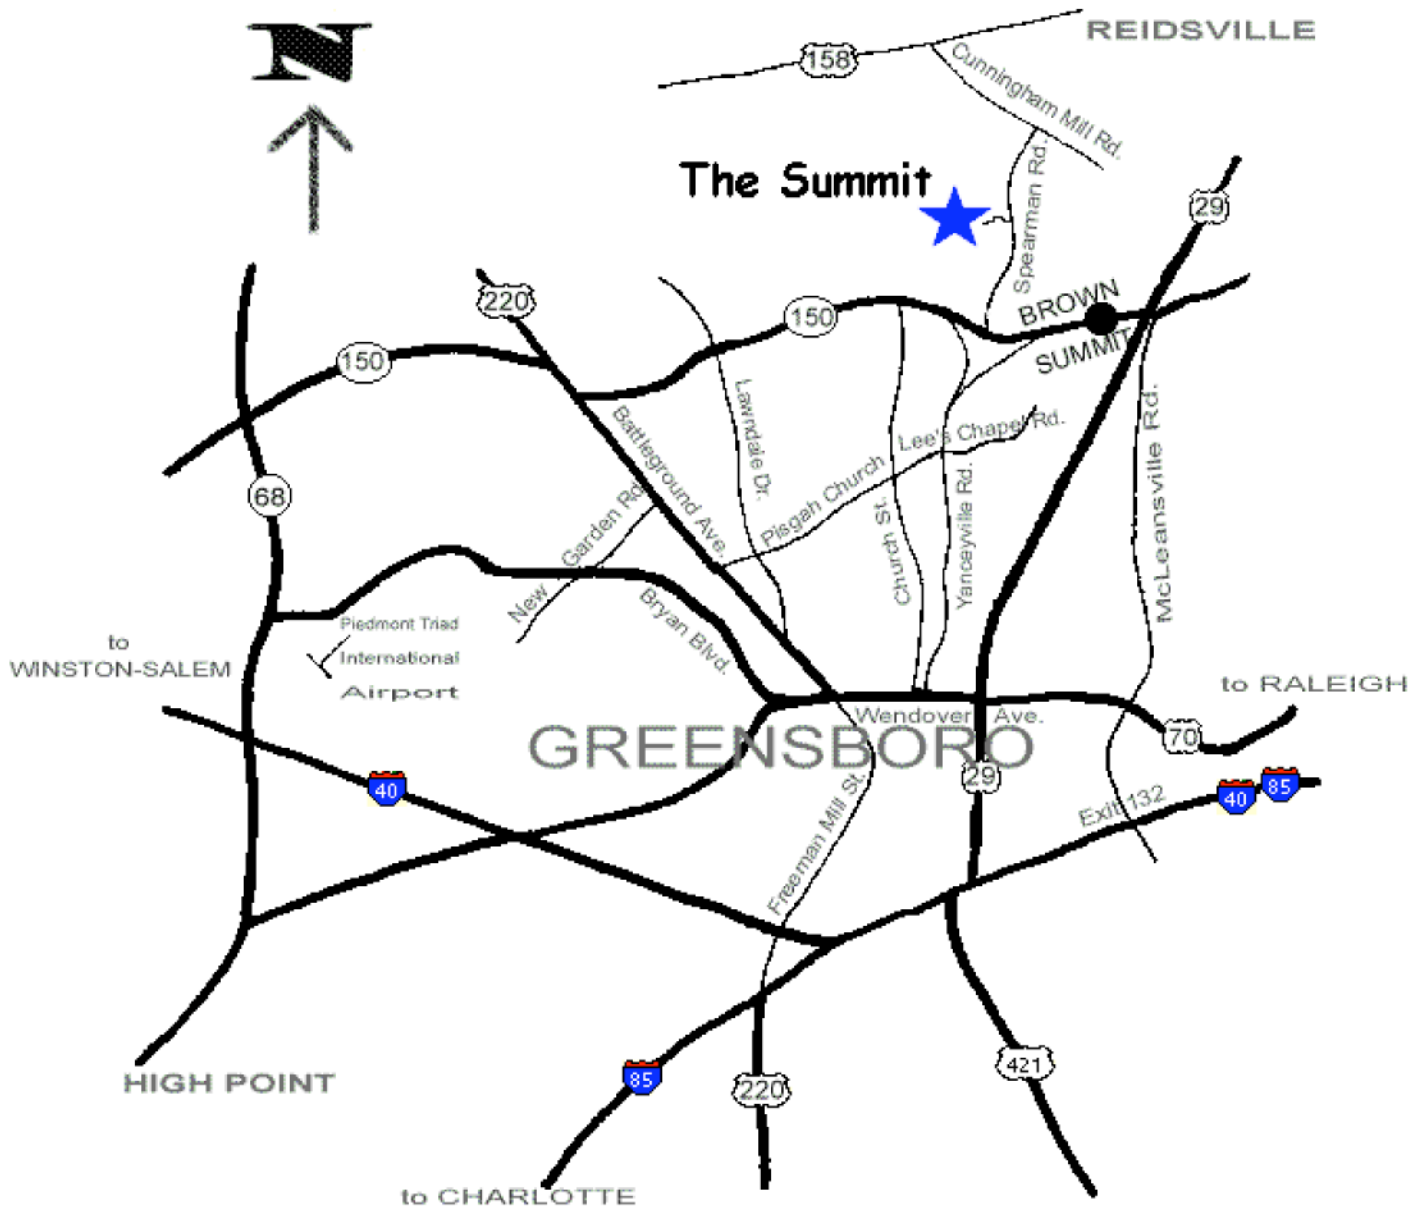 N
REIDSVILLE
158
Cunningham Mill Rd.
The Summit
Spearman Rd.
29
220
150
150
BROWN
SUMMIT
68
Battleground Ave.
Lawndale Dr.
Lee's Chapel Rd.
Pisgah Church
Church St.
Yanceyville Rd.
McLeansville Rd.
New Garden Rd
Bryan Blvd.
Piedmont Triad
International
Airport
to
WINSTON-SALEM
to RALEIGH
Wendover Ave.
GREENSBORO
70
29
40
Freeman Mill St.
Exit 132
40
85
HIGH POINT
85
220
421
to CHARLOTTE